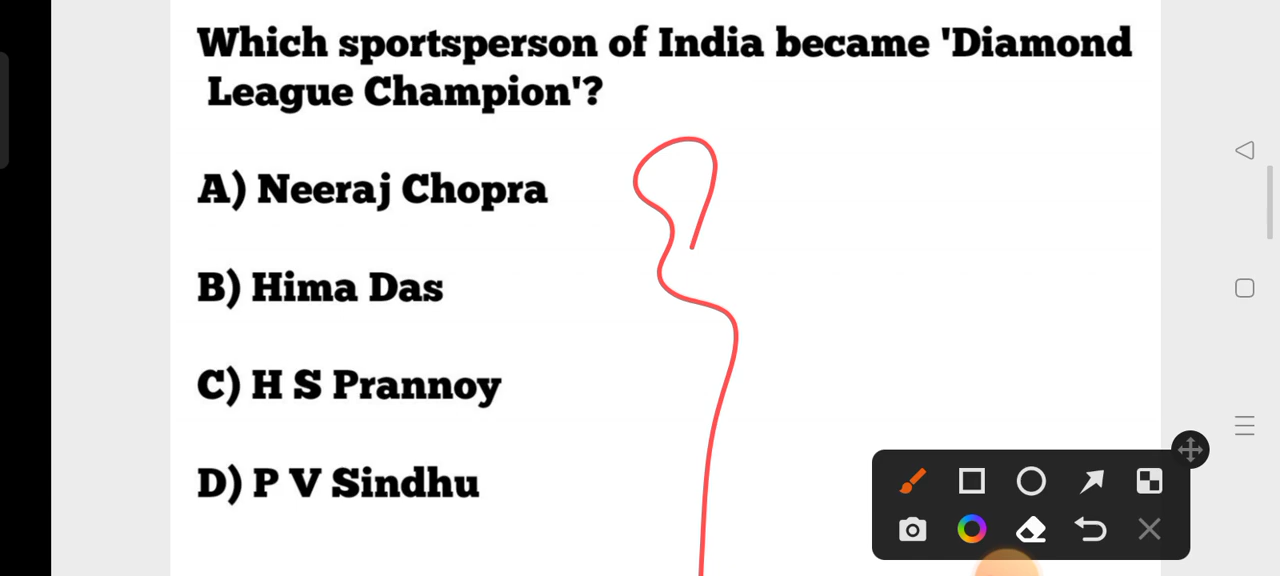 Which sportsperson of India became 'Diamond
League Champion'?
A) Neeraj Chopra
B) Hima Das
C) H S Prannoy
D) P V Sindhu